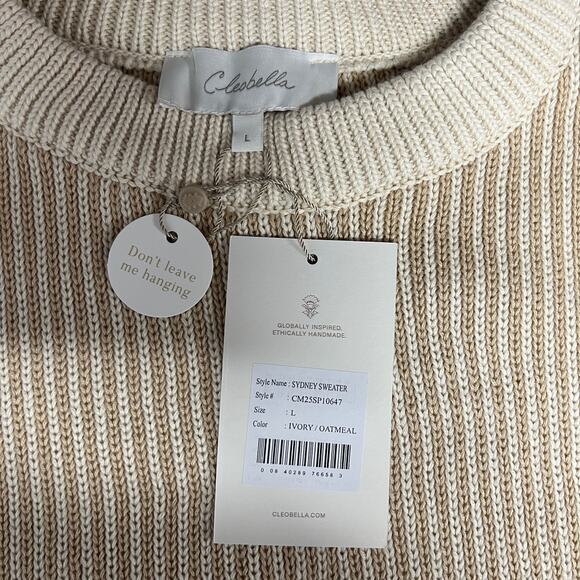 Cleobella
L
Don't leave
me hanging
GLOBALLY INSPIRED.
ETHICALLY HANDMADE.
Style Name : SYDNEY SWEATER
Style # : CM25SP10647
Size : L
Color : IVORY / OATMEAL
0 08 40289 76658 3
CLEOBELLA.COM